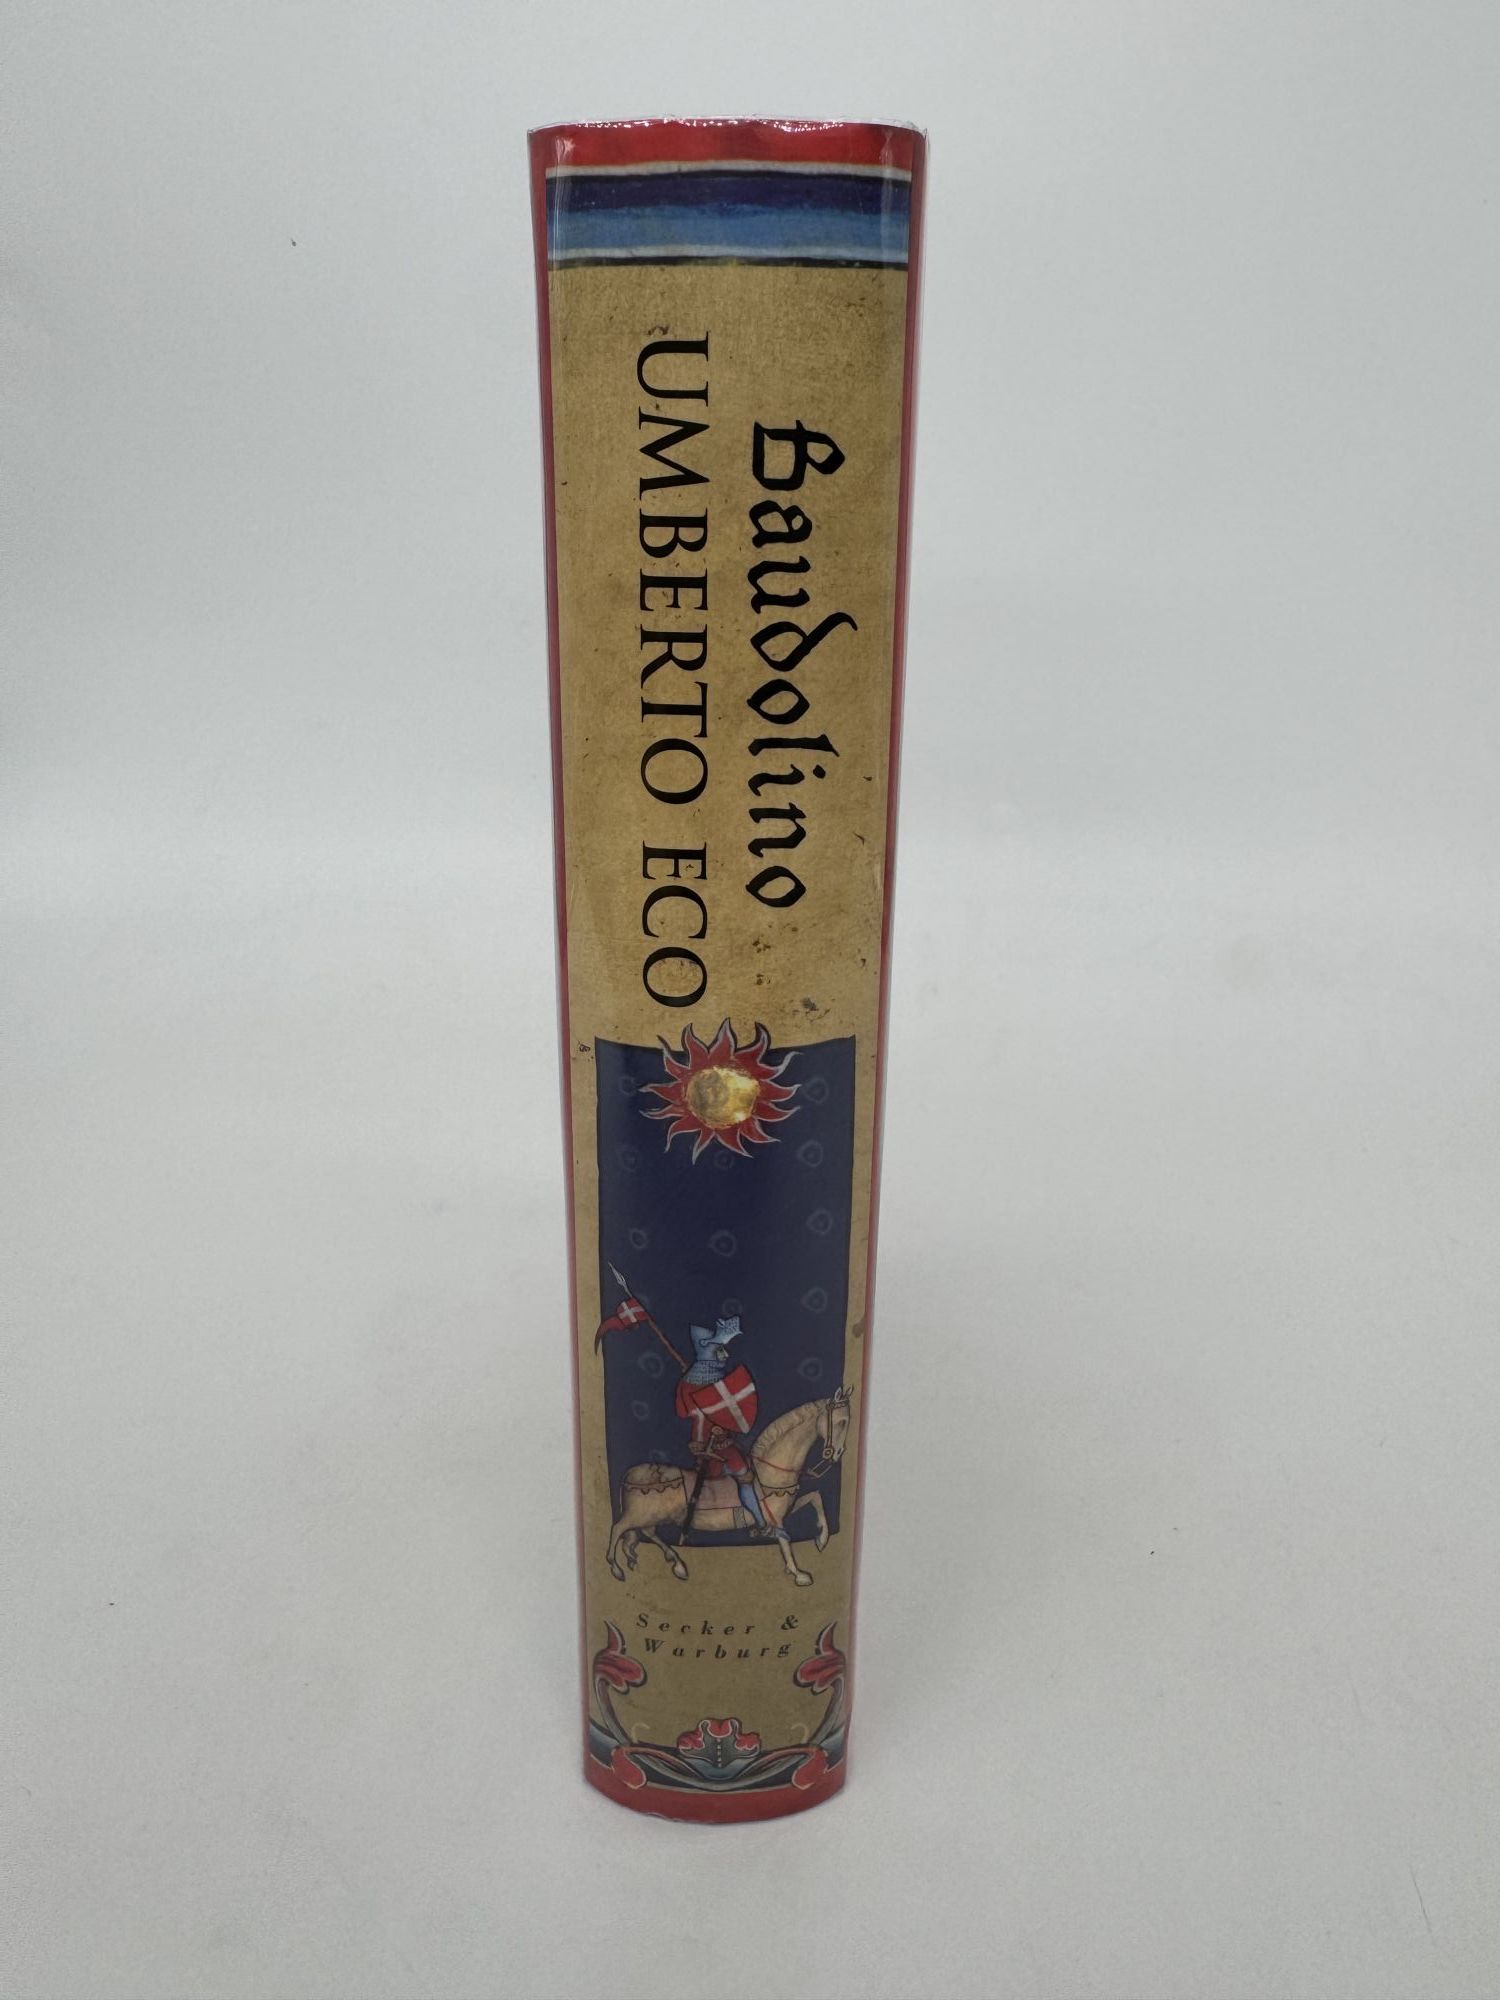 Baudolino
UMBERTO ECO
Secker &
Warburg